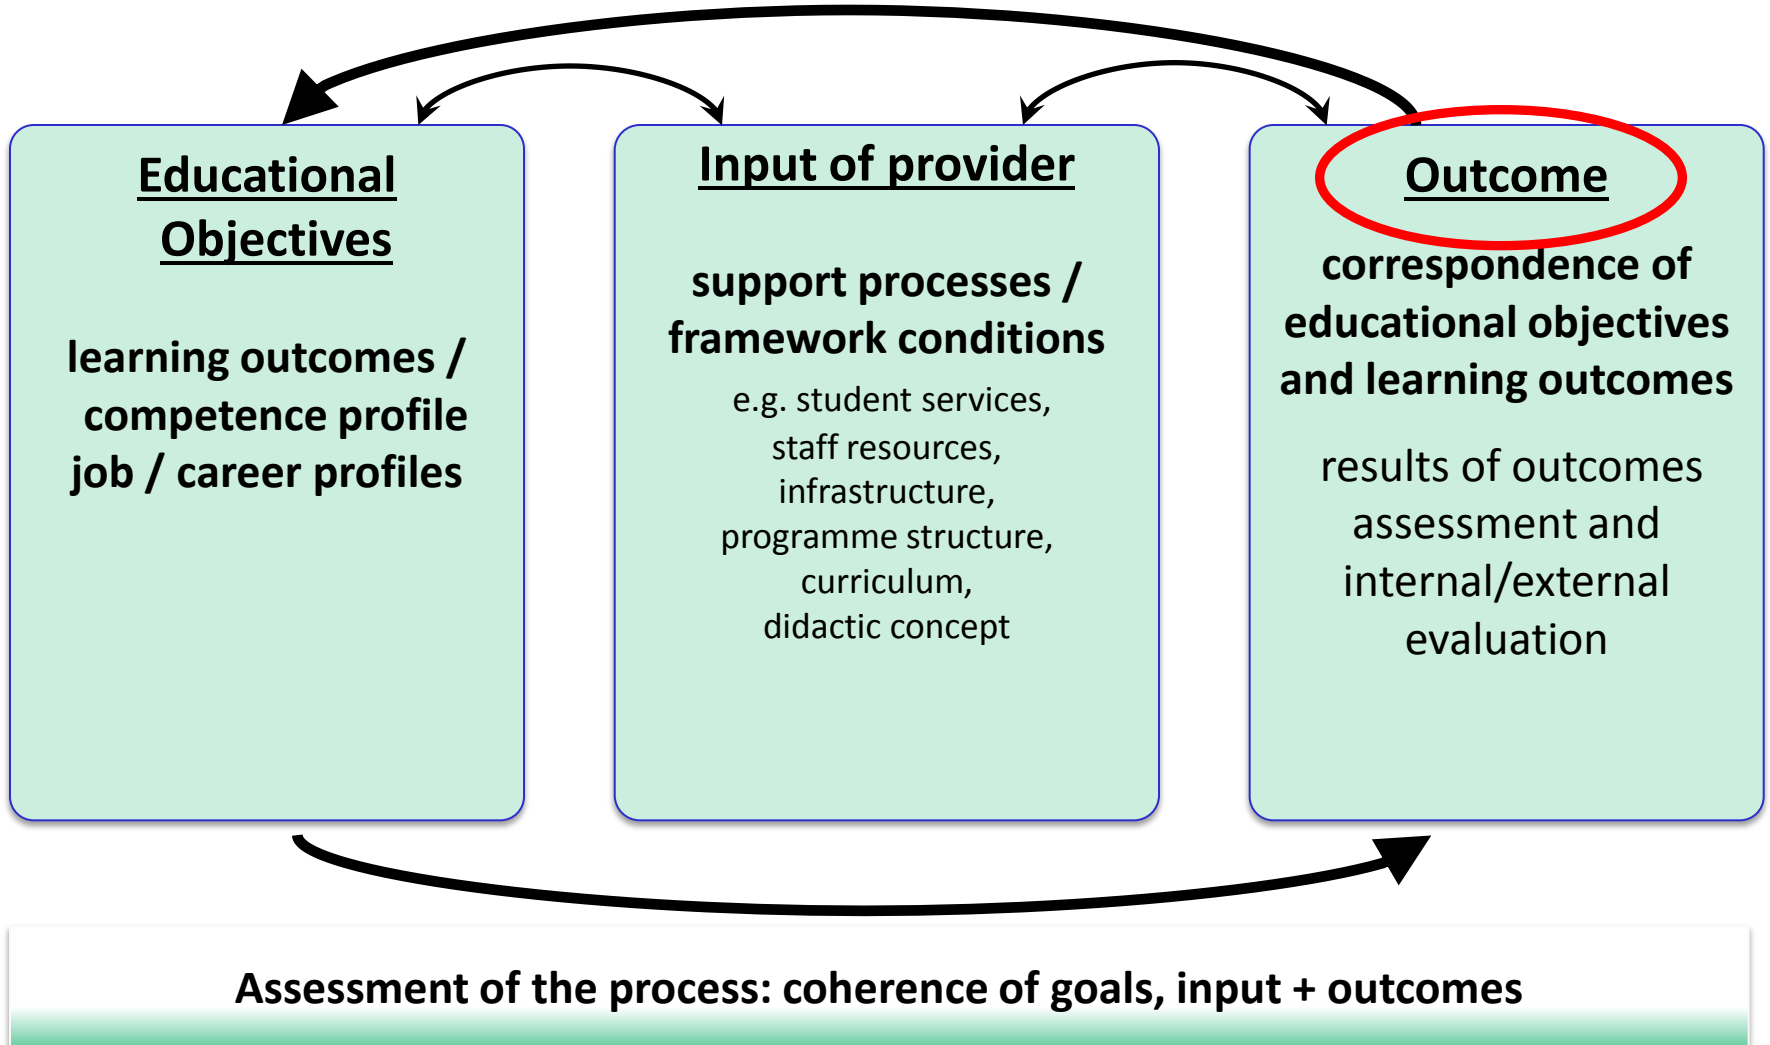 Educational
Objectives
learning outcomes /
competence profile
job / career profiles
Input of provider
support processes /
framework conditions
e.g. student services,
staff resources,
infrastructure,
programme structure,
curriculum,
didactic concept
Outcome
correspondence of
educational objectives
and learning outcomes
results of outcomes
assessment and
internal/external
evaluation
Assessment of the process: coherence of goals, input + outcomes